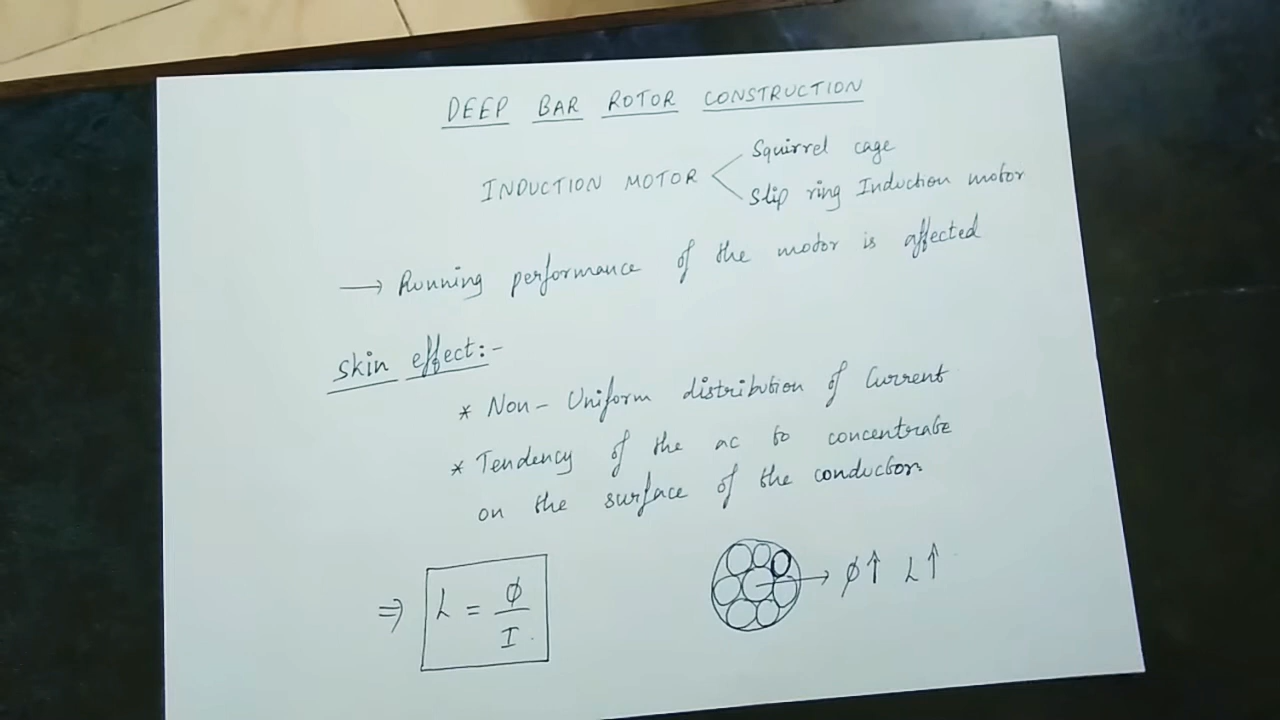 DEEP BAR ROTOR CONSTRUCTION
INDUCTION MOTOR
Squirrel cage
Slip ring Induction motor
→ Running performance of the motor is affected
Skin effect:-
* Non-Uniform distribution of Current
* Tendency of the ac to concentrate
on the surface of the conductor.
⇒ L = ϕ / I.
ϕ↑ L↑